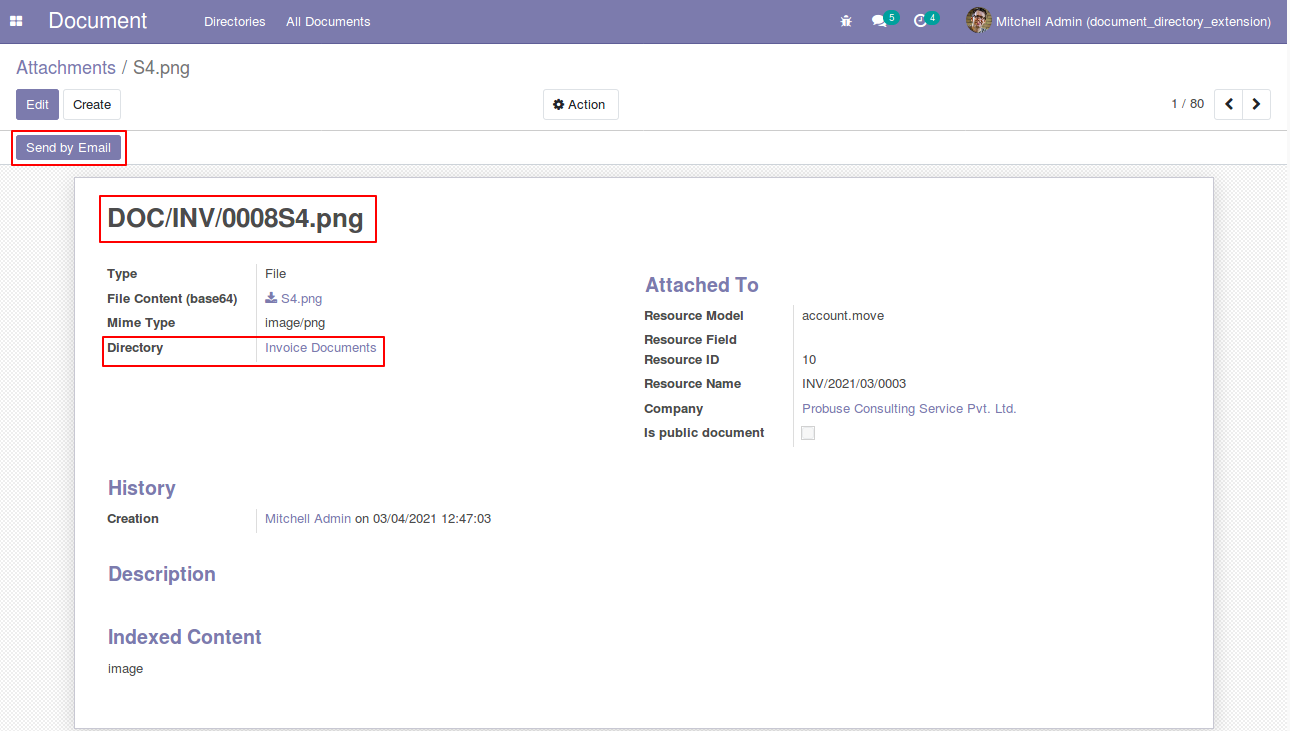 Document Directories All Documents 5 4 Mitchell Admin (document_directory_extension)
Attachments / S4.png
Edit Create Action 1 / 80
Send by Email
DOC/INV/0008S4.png
Type File
File Content (base64) S4.png
Mime Type image/png
Directory Invoice Documents
Attached To
Resource Model account.move
Resource Field
Resource ID 10
Resource Name INV/2021/03/0003
Company Probuse Consulting Service Pvt. Ltd.
Is public document
History
Creation Mitchell Admin on 03/04/2021 12:47:03
Description
Indexed Content
image